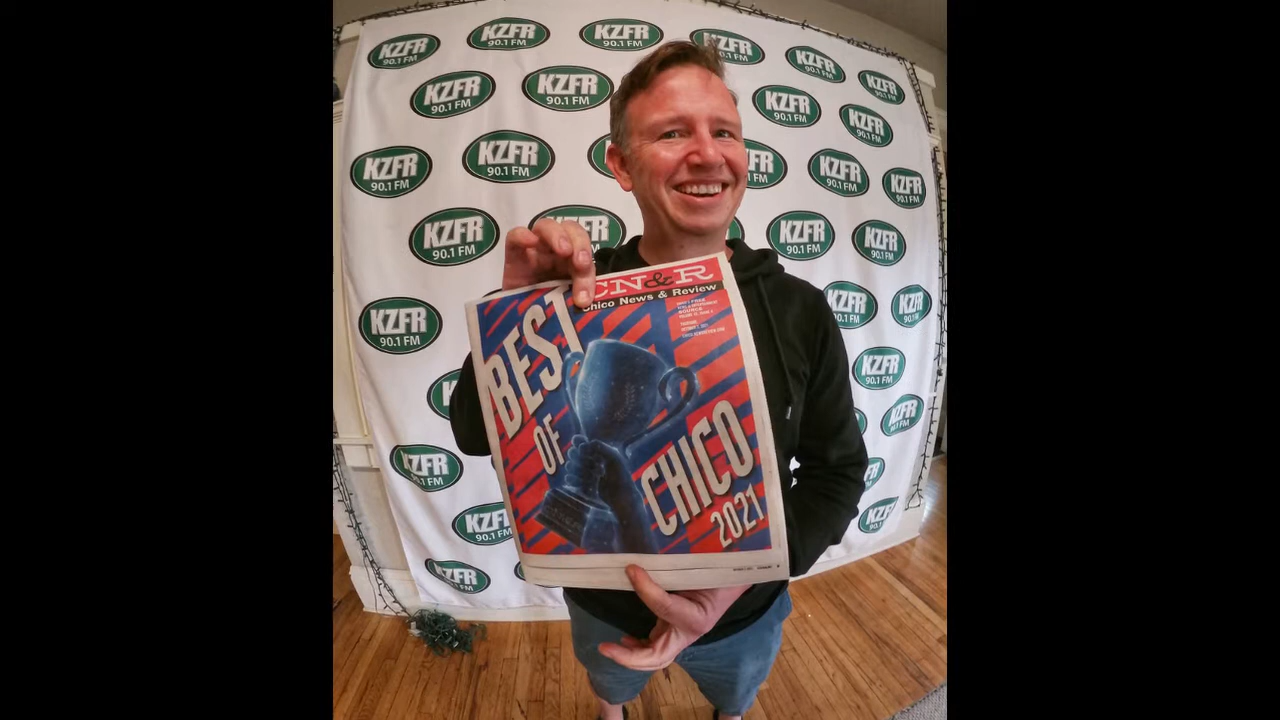 KZFR
90.1 FM
CN&R
Chico News & Review
BEST
OF
CHICO
2021